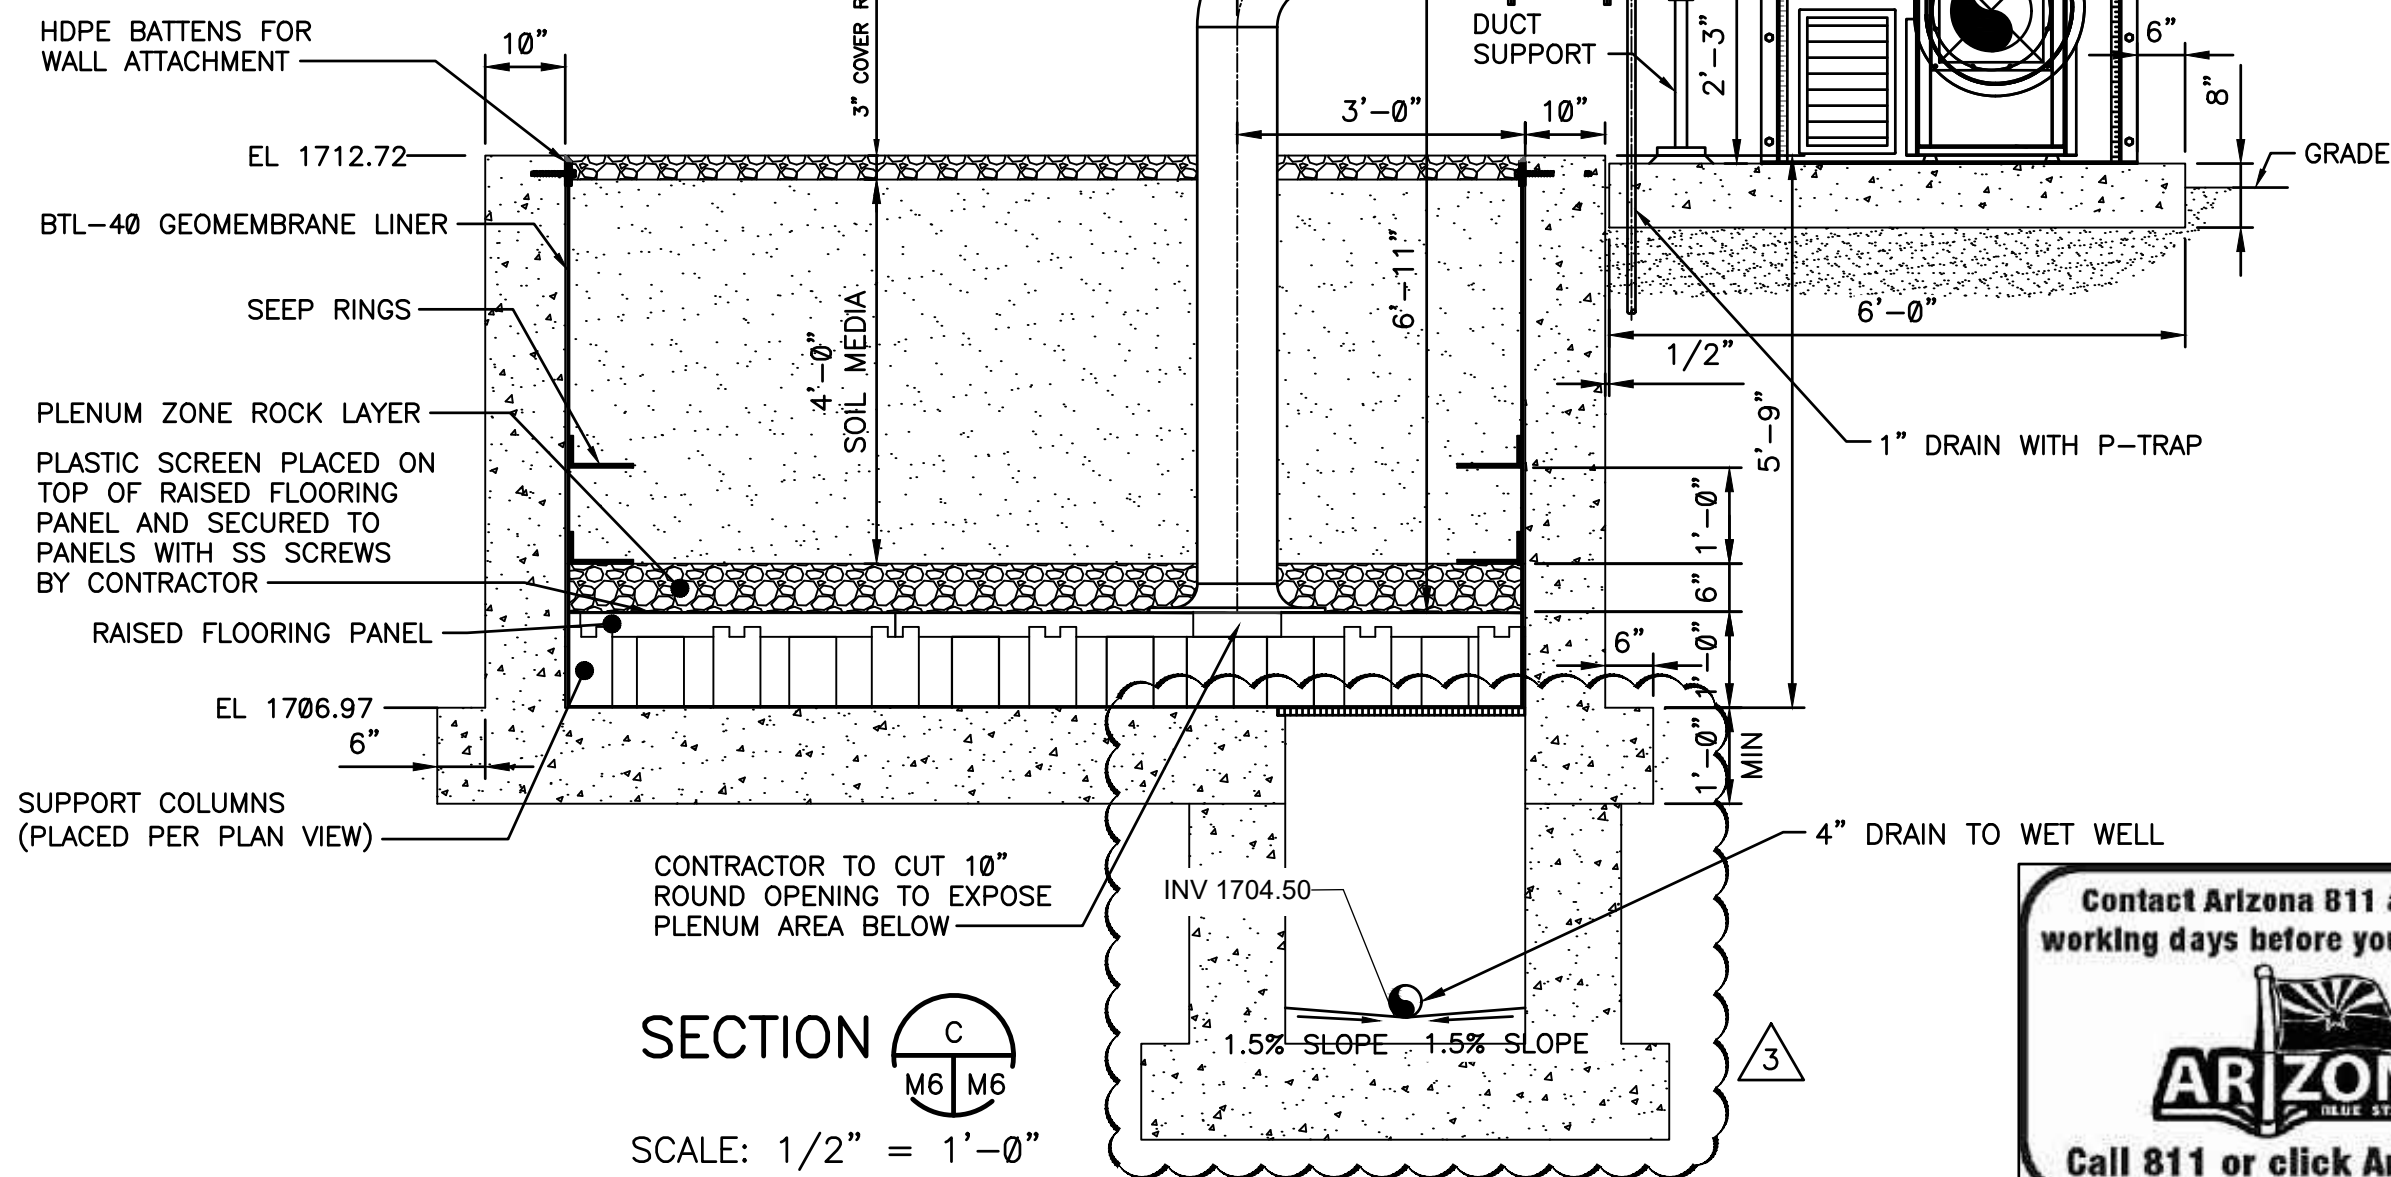 HDPE BATTENS FOR
WALL ATTACHMENT
10"
3" COVER
DUCT
SUPPORT
2'-3"
6"
8"
3'-0"
10"
EL 1712.72
GRADE
BTL-40 GEOMEMBRANE LINER
SEEP RINGS
4'-0"
SOIL MEDIA
6'-11"
6'-0"
1/2"
5'-9"
1" DRAIN WITH P-TRAP
PLENUM ZONE ROCK LAYER
PLASTIC SCREEN PLACED ON
TOP OF RAISED FLOORING
PANEL AND SECURED TO
PANELS WITH SS SCREWS
BY CONTRACTOR
RAISED FLOORING PANEL
1'-0"
6"
6"
1'-0"
EL 1706.97
6"
1'-0"
MIN
SUPPORT COLUMNS
(PLACED PER PLAN VIEW)
4" DRAIN TO WET WELL
CONTRACTOR TO CUT 10"
ROUND OPENING TO EXPOSE
PLENUM AREA BELOW
INV 1704.50
1.5% SLOPE
1.5% SLOPE
3
SECTION
C
M6
M6
SCALE: 1/2" = 1'-0"
Contact Arizona 811
working days before
ARIZON
BLUE
Call 811 or click